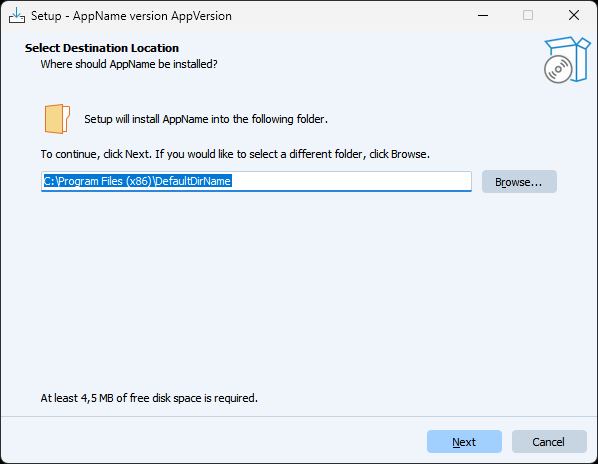 Setup - AppName version AppVersion
Select Destination Location
Where should AppName be installed?
Setup will install AppName into the following folder.
To continue, click Next. If you would like to select a different folder, click Browse.
C:\Program Files (x86)\DefaultDirName
Browse...
At least 4,5 MB of free disk space is required.
Next
Cancel